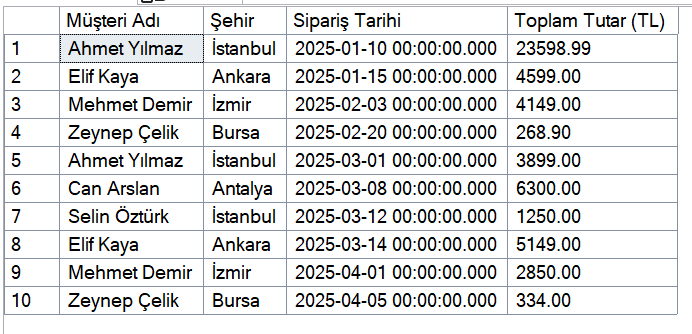 Müşteri Adı Şehir Sipariş Tarihi Toplam Tutar (TL)
1 Ahmet Yılmaz İstanbul 2025-01-10 00:00:00.000 23598.99
2 Elif Kaya Ankara 2025-01-15 00:00:00.000 4599.00
3 Mehmet Demir İzmir 2025-02-03 00:00:00.000 4149.00
4 Zeynep Çelik Bursa 2025-02-20 00:00:00.000 268.90
5 Ahmet Yılmaz İstanbul 2025-03-01 00:00:00.000 3899.00
6 Can Arslan Antalya 2025-03-08 00:00:00.000 6300.00
7 Selin Öztürk İstanbul 2025-03-12 00:00:00.000 1250.00
8 Elif Kaya Ankara 2025-03-14 00:00:00.000 5149.00
9 Mehmet Demir İzmir 2025-04-01 00:00:00.000 2850.00
10 Zeynep Çelik Bursa 2025-04-05 00:00:00.000 334.00